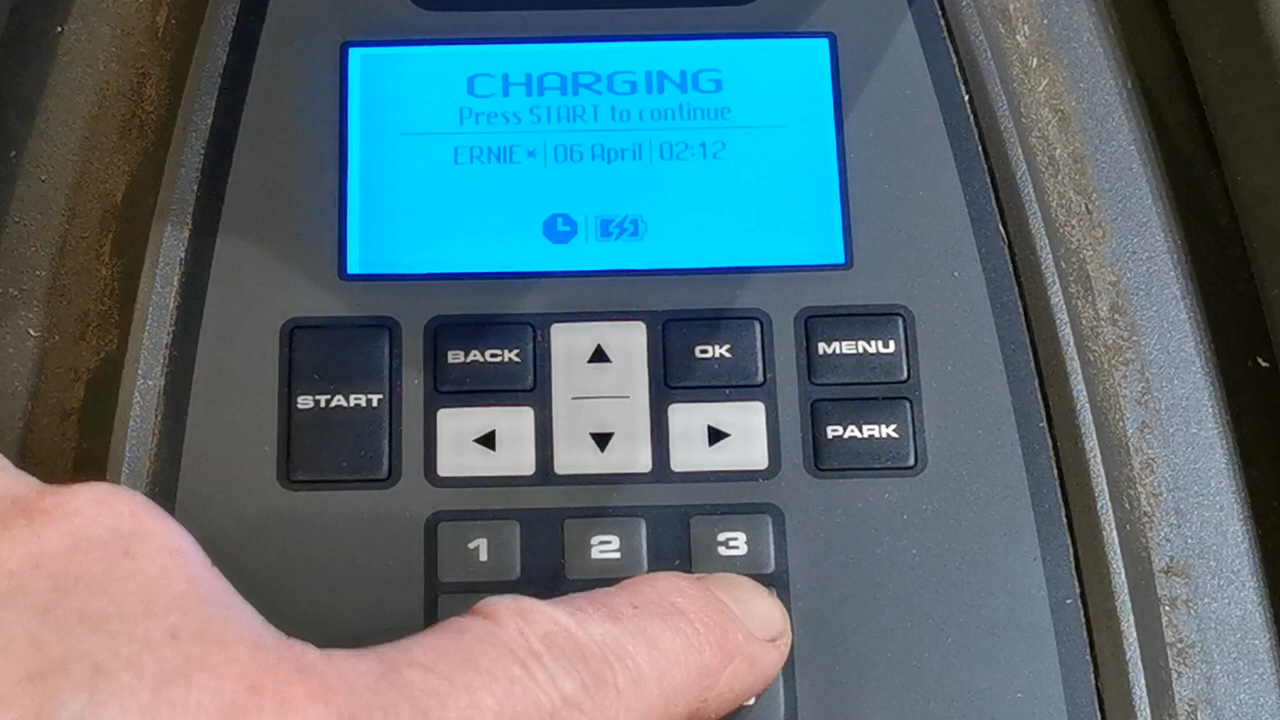 CHARGING
Press START to continue
ERNIE* | 06 April | 02:12
BACK
OK
MENU
START
PARK
1 2 3